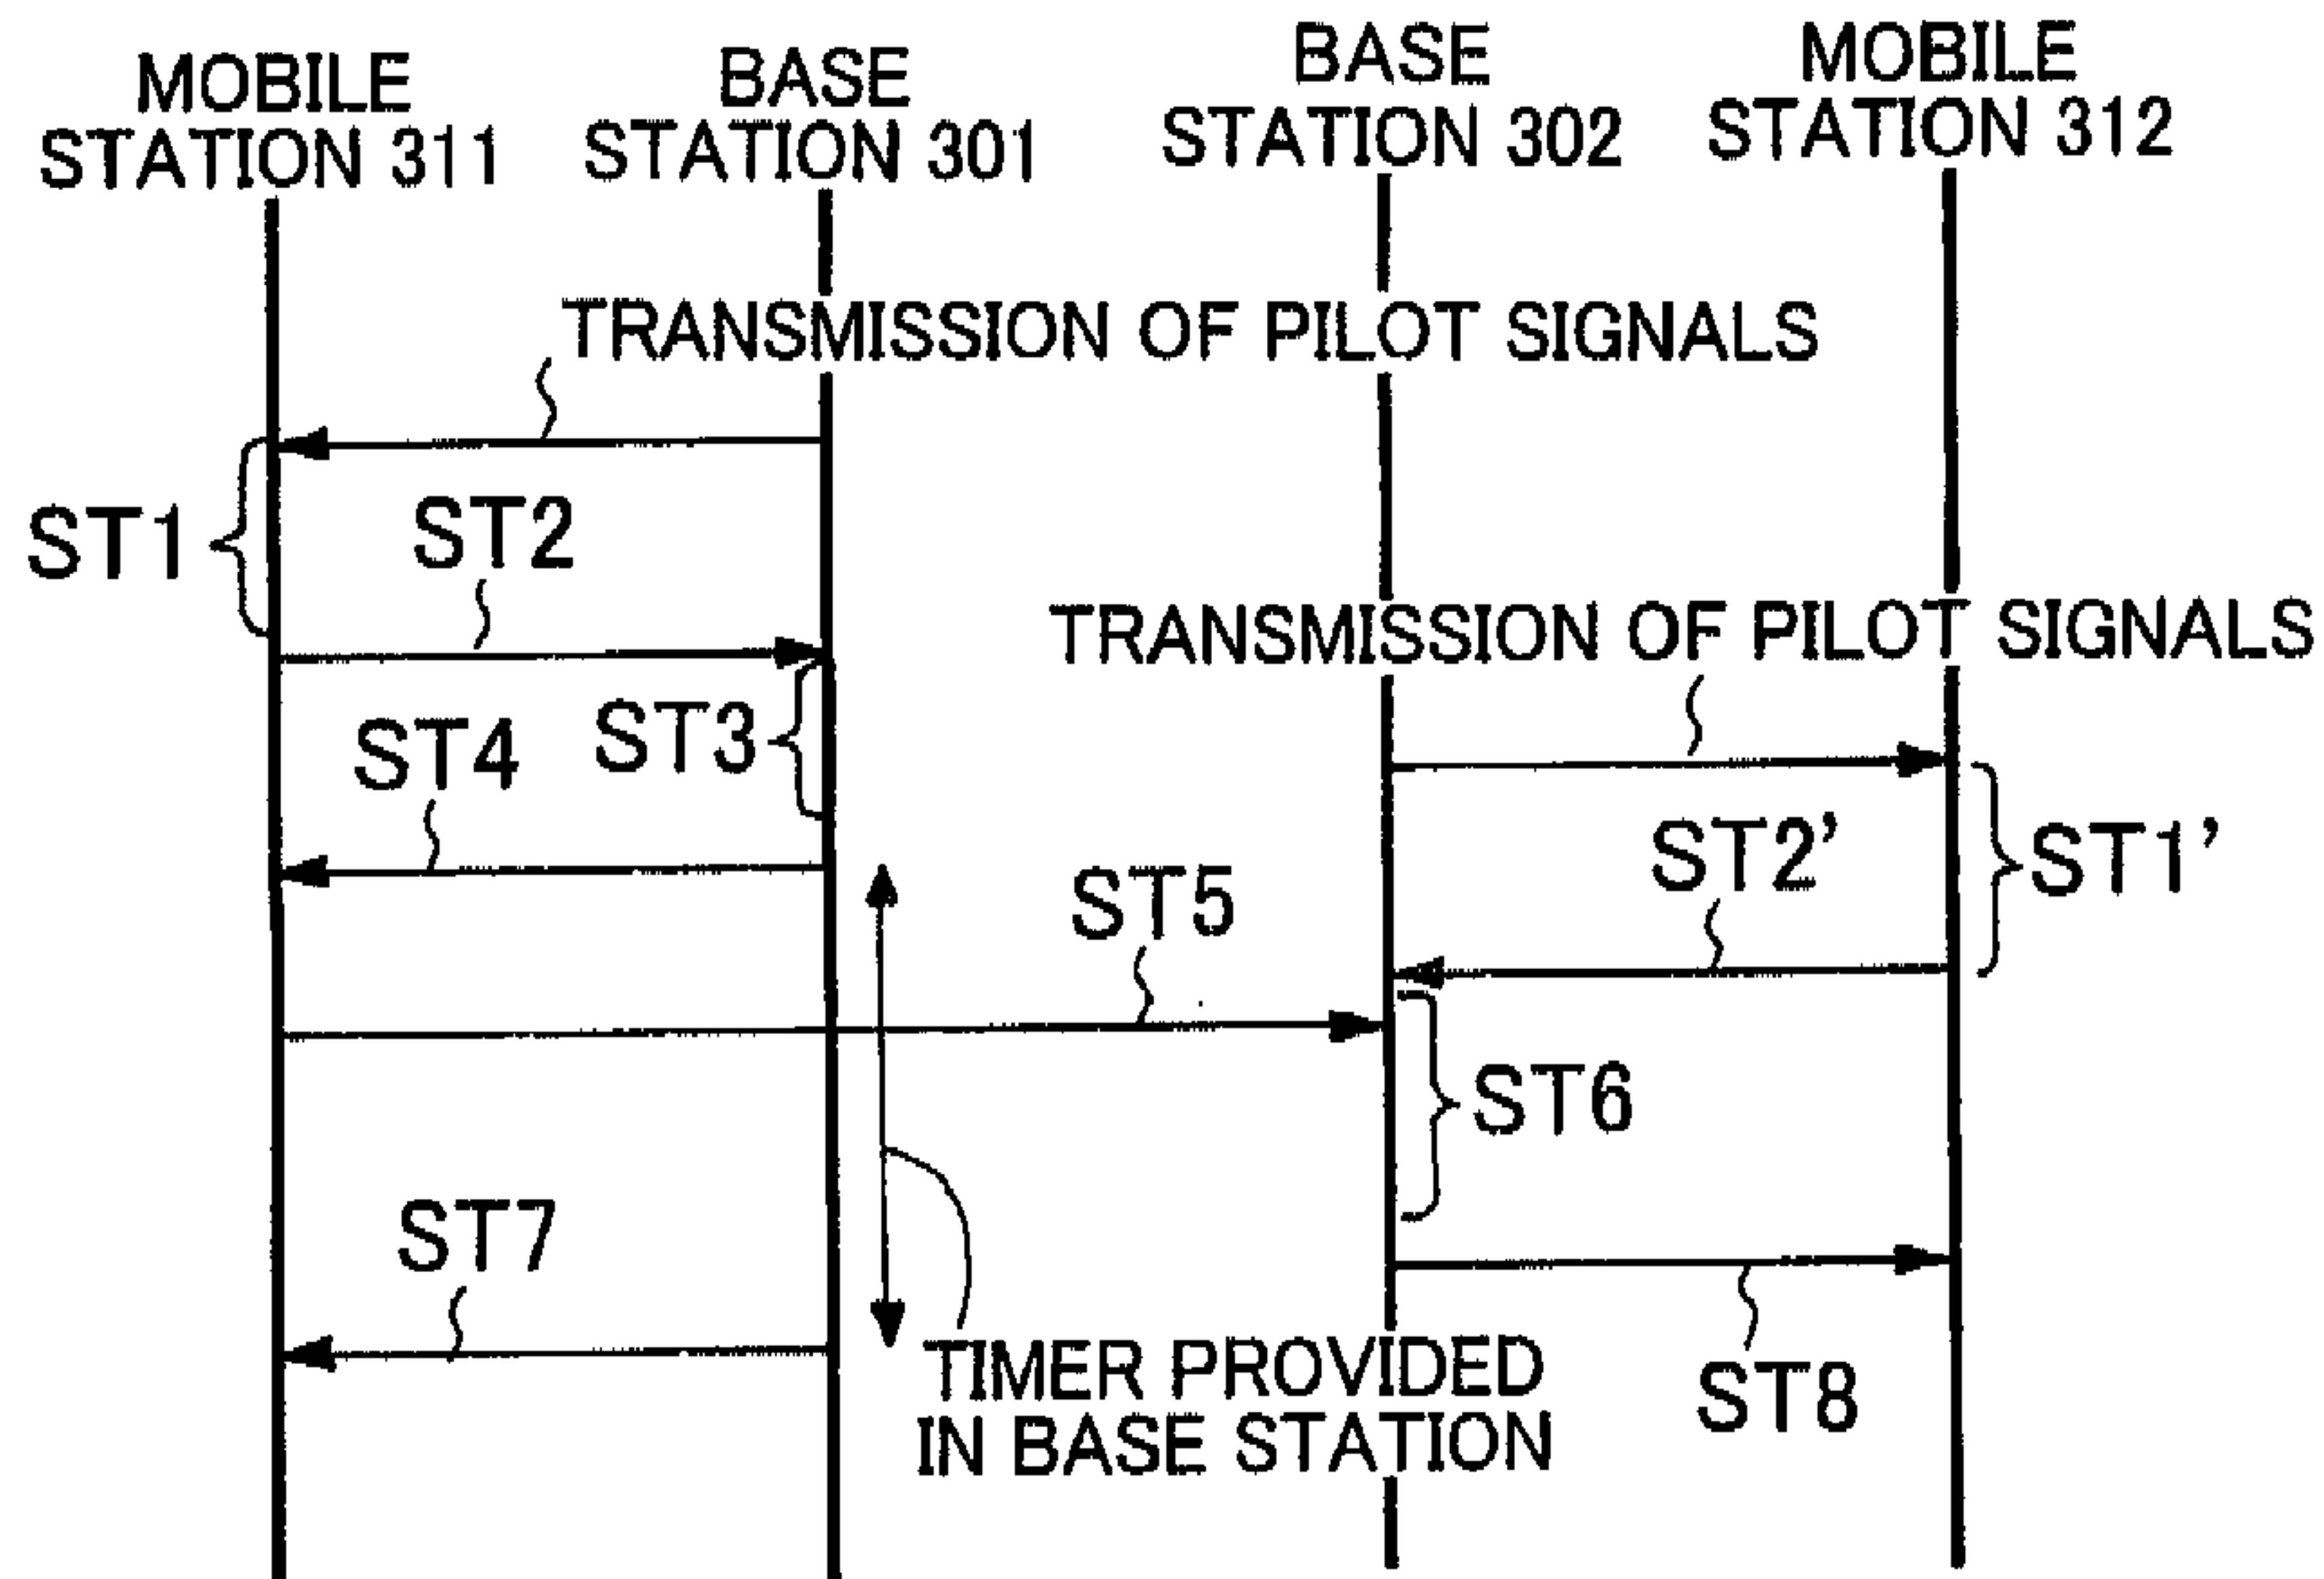 MOBILE
STATION 311
BASE
STATION 301
BASE
STATION 302
MOBILE
STATION 312
TRANSMISSION OF PILOT SIGNALS
ST1
ST2
TRANSMISSION OF PILOT SIGNALS
ST3
ST4
ST2'
ST1'
ST5
ST6
ST7
TIMER PROVIDED
IN BASE STATION
ST8